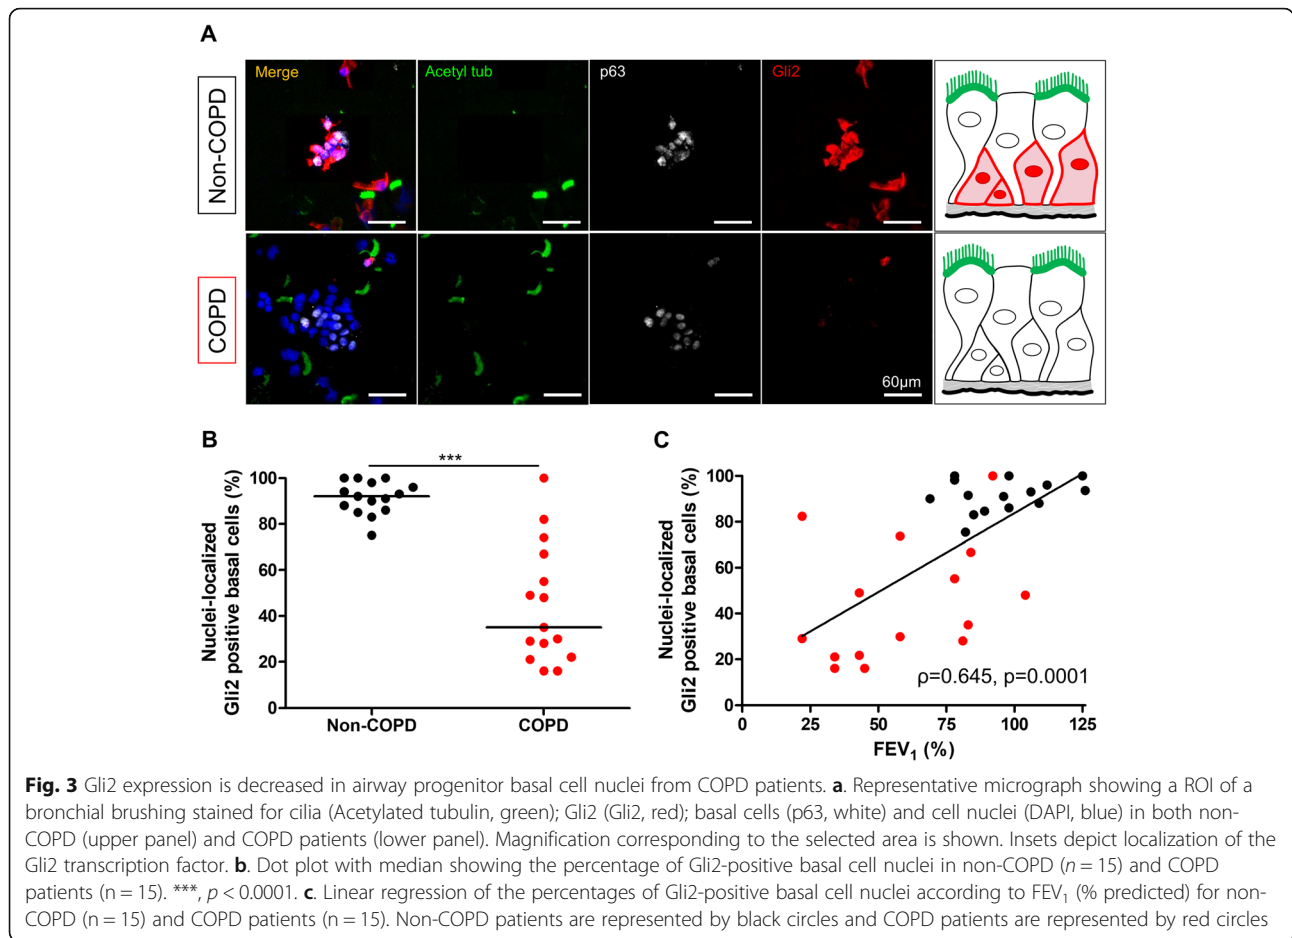 A
Merge
Acetyl tub
p63
Gli2
Non-COPD
COPD
60µm
B
C
***
Nuclei-localized
Gli2 positive basal cells (%)
100
80
60
40
20
0
Non-COPD
COPD
Nuclei-localized
Gli2 positive basal cells (%)
100
80
60
40
20
0
ρ=0.645, p=0.0001
0
25
50
75
100
125
FEV₁ (%)
Fig. 3 Gli2 expression is decreased in airway progenitor basal cell nuclei from COPD patients. a. Representative micrograph showing a ROI of a
bronchial brushing stained for cilia (Acetylated tubulin, green); Gli2 (Gli2, red); basal cells (p63, white) and cell nuclei (DAPI, blue) in both non-
COPD (upper panel) and COPD patients (lower panel). Magnification corresponding to the selected area is shown. Insets depict localization of the
Gli2 transcription factor. b. Dot plot with median showing the percentage of Gli2-positive basal cell nuclei in non-COPD (n = 15) and COPD
patients (n = 15). ***, p < 0.0001. c. Linear regression of the percentages of Gli2-positive basal cell nuclei according to FEV₁ (% predicted) for non-
COPD (n = 15) and COPD patients (n = 15). Non-COPD patients are represented by black circles and COPD patients are represented by red circles